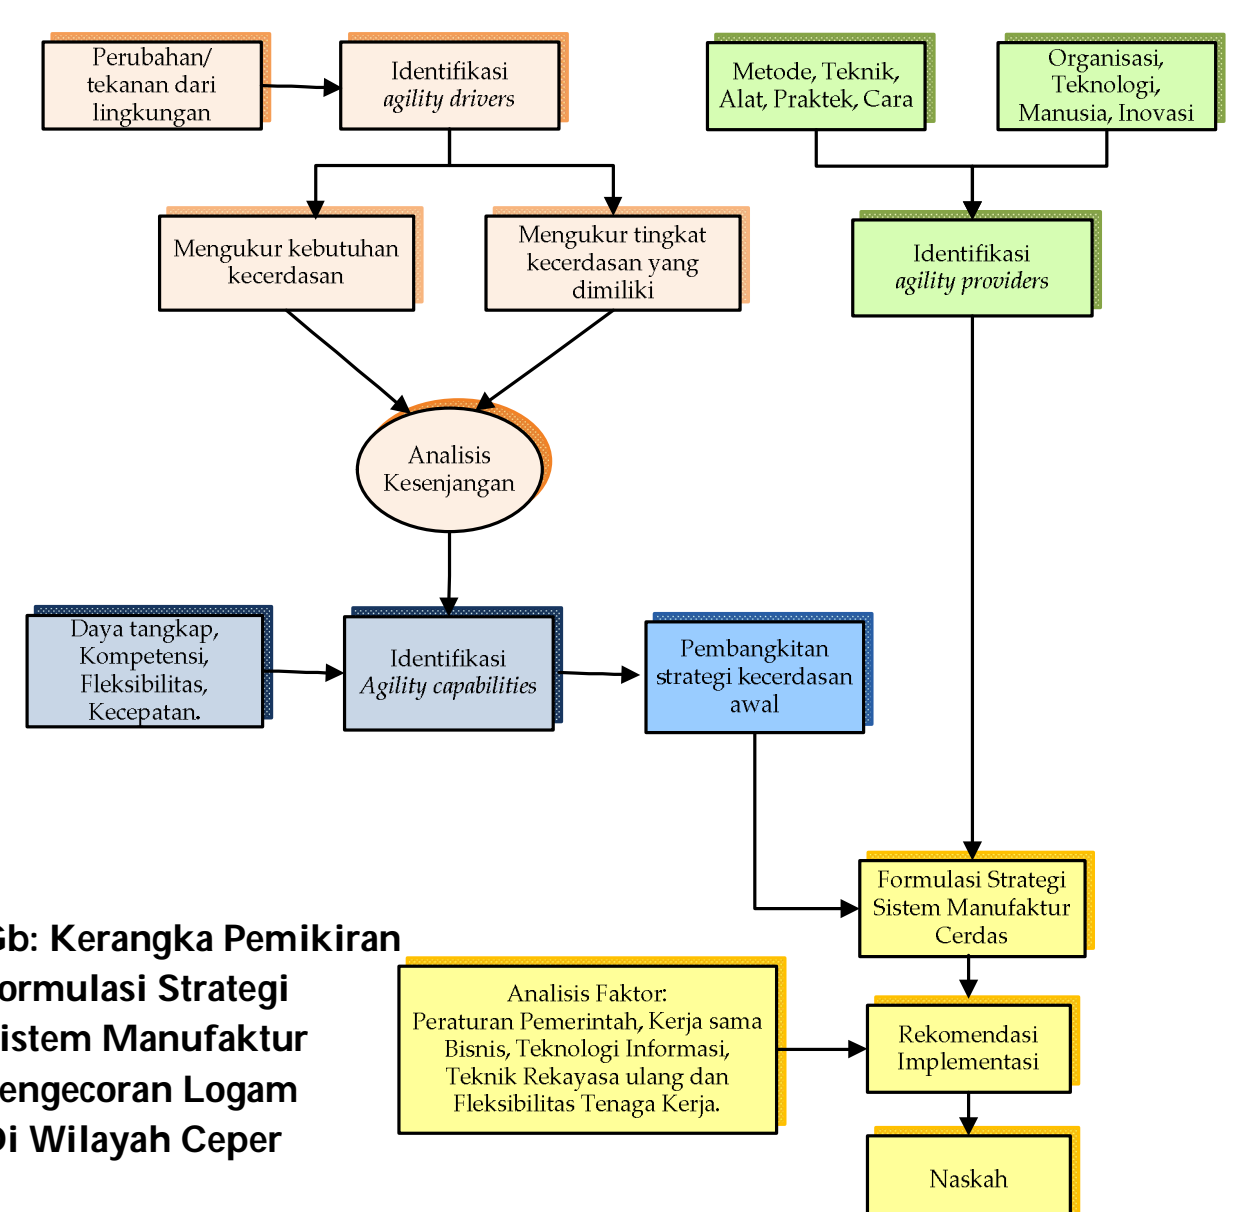 Perubahan/
tekanan dari
lingkungan
Identifikasi
agility drivers
Metode, Teknik,
Alat, Praktek, Cara
Organisasi,
Teknologi,
Manusia, Inovasi
Mengukur kebutuhan
kecerdasan
Mengukur tingkat
kecerdasan yang
dimiliki
Identifikasi
agility providers
Analisis
Kesenjangan
Daya tangkap,
Kompetensi,
Fleksibilitas,
Kecepatan.
Identifikasi
Agility capabilities
Pembangkitan
strategi kecerdasan
awal
Formulasi Strategi
Sistem Manufaktur
Cerdas
Gb: Kerangka Pemikiran
ormulasi Strategi
istem Manufaktur
engecoran Logam
Di Wilayah Ceper
Analisis Faktor:
Peraturan Pemerintah, Kerja sama
Bisnis, Teknologi Informasi,
Teknik Rekayasa ulang dan
Fleksibilitas Tenaga Kerja.
Rekomendasi
Implementasi
Naskah